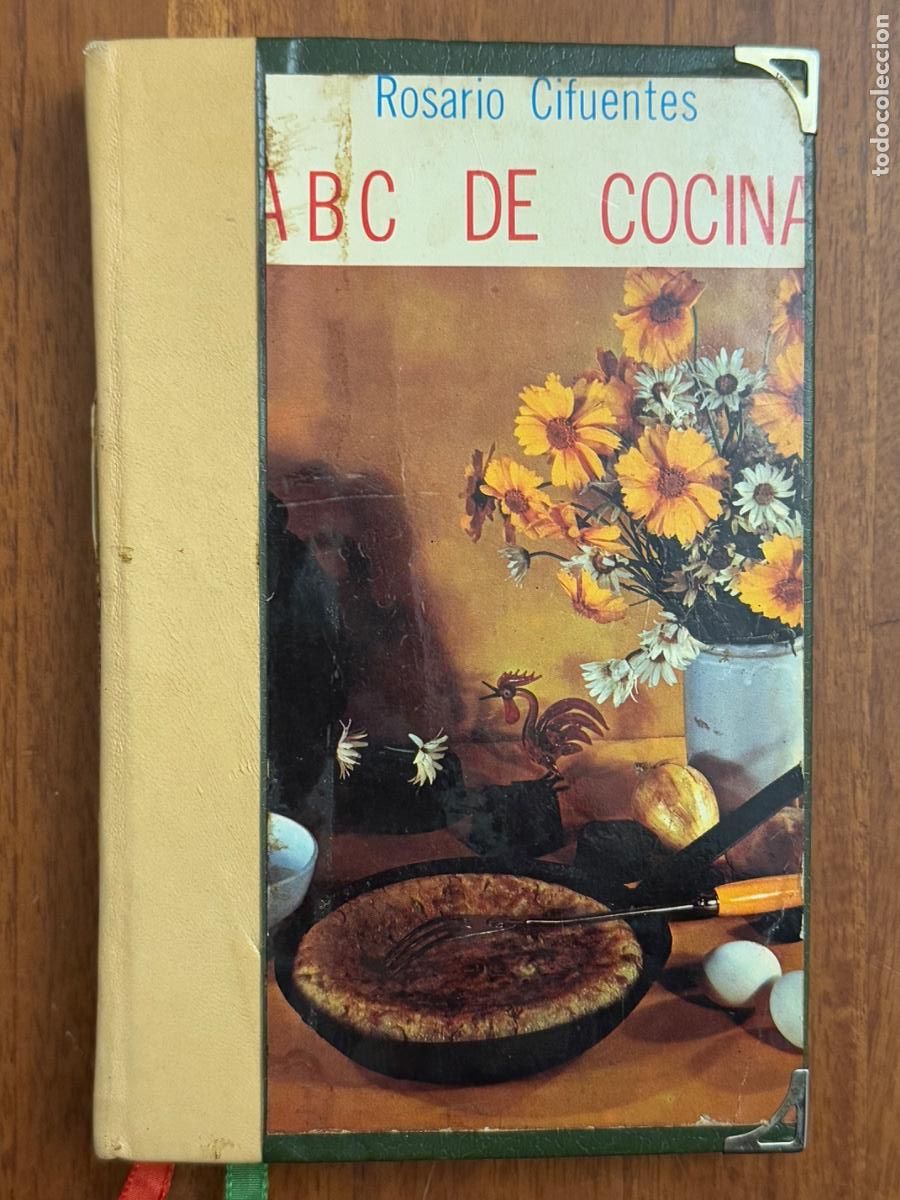 Rosario Cifuentes
ABC DE COCINA
todocoleccion